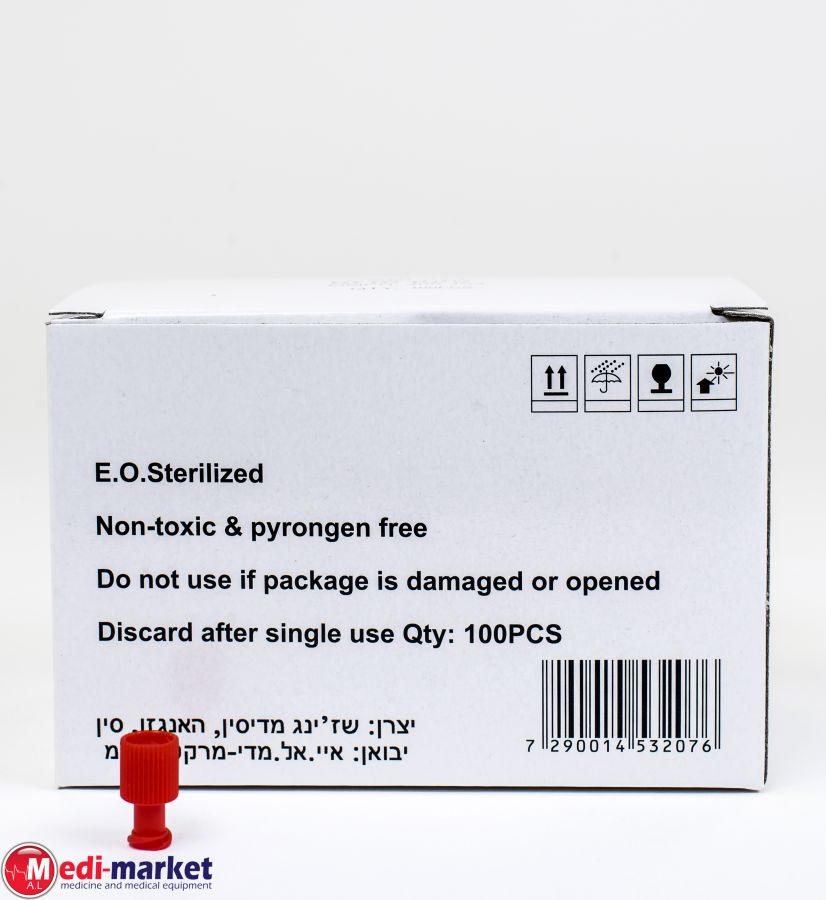 E.O.Sterilized
Non-toxic & pyrongen free
Do not use if package is damaged or opened
Discard after single use Qty: 100PCS
יצרן: שז'ינג מדיסין, האנגזו, סין
יבואן: איי.אל.מדי-מרקט
7 290014 532076
Medi-market
A.L
medicine and medical equipment